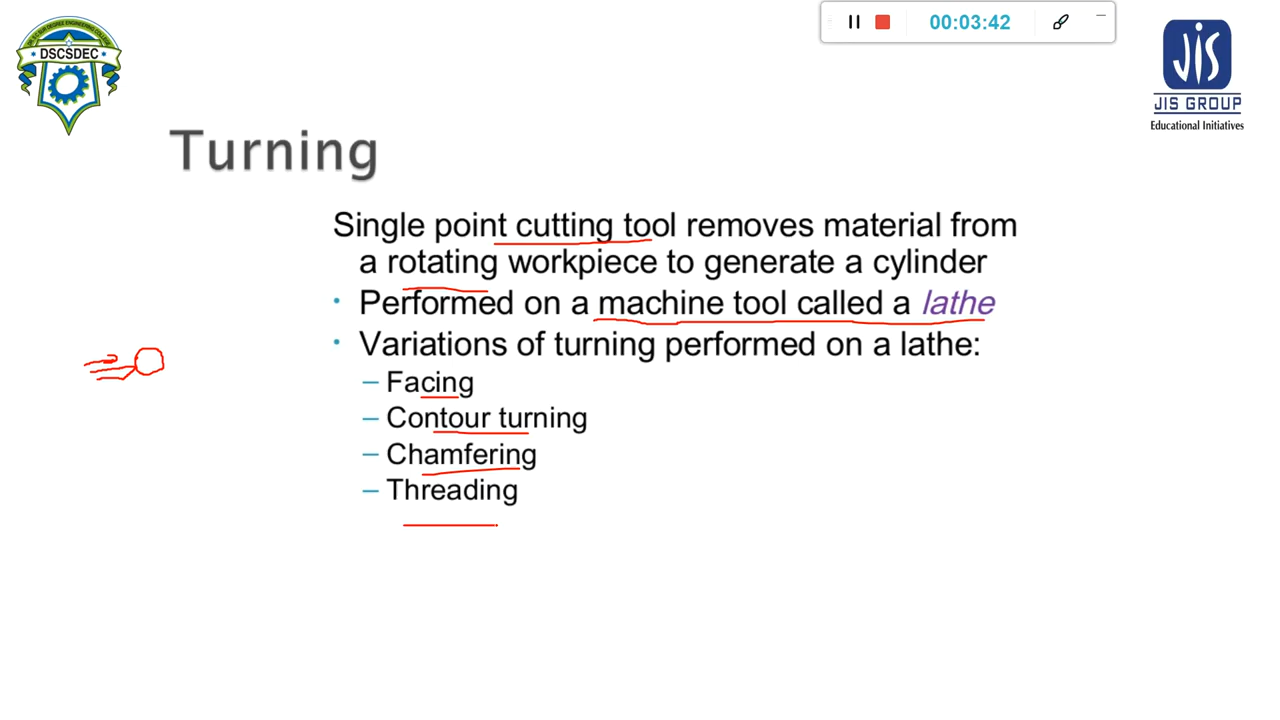 DSCSDEC
00:03:42
JIS
JIS GROUP
Educational Initiatives
Turning
Single point cutting tool removes material from
a rotating workpiece to generate a cylinder
• Performed on a machine tool called a lathe
• Variations of turning performed on a lathe:
– Facing
– Contour turning
– Chamfering
– Threading